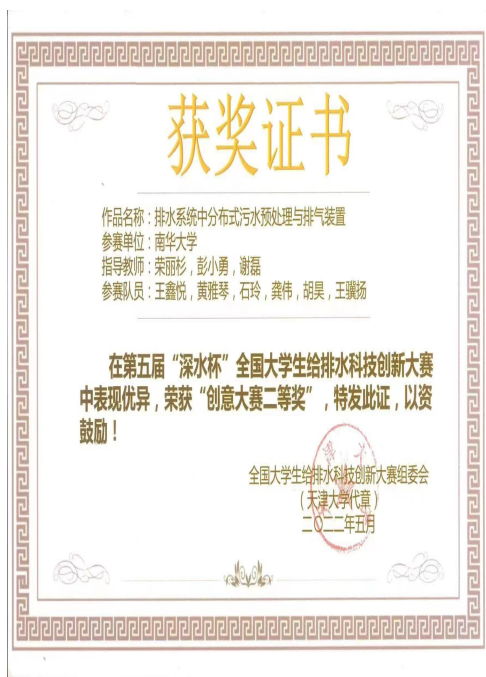 获奖证书
作品名称：排水系统中分布式污水预处理与排气装置
参赛单位：南华大学
指导教师：荣丽杉，彭小勇，谢磊
参赛队员：王鑫悦，黄雅琴，石玲，龚伟，胡昊，王骥扬
在第五届“深水杯”全国大学生给排水科技创新大赛
中表现优异，荣获“创意大赛二等奖”，特发此证，以资
鼓励！
全国大学生给排水科技创新大赛组委会
（天津大学代章）
二〇二二年五月